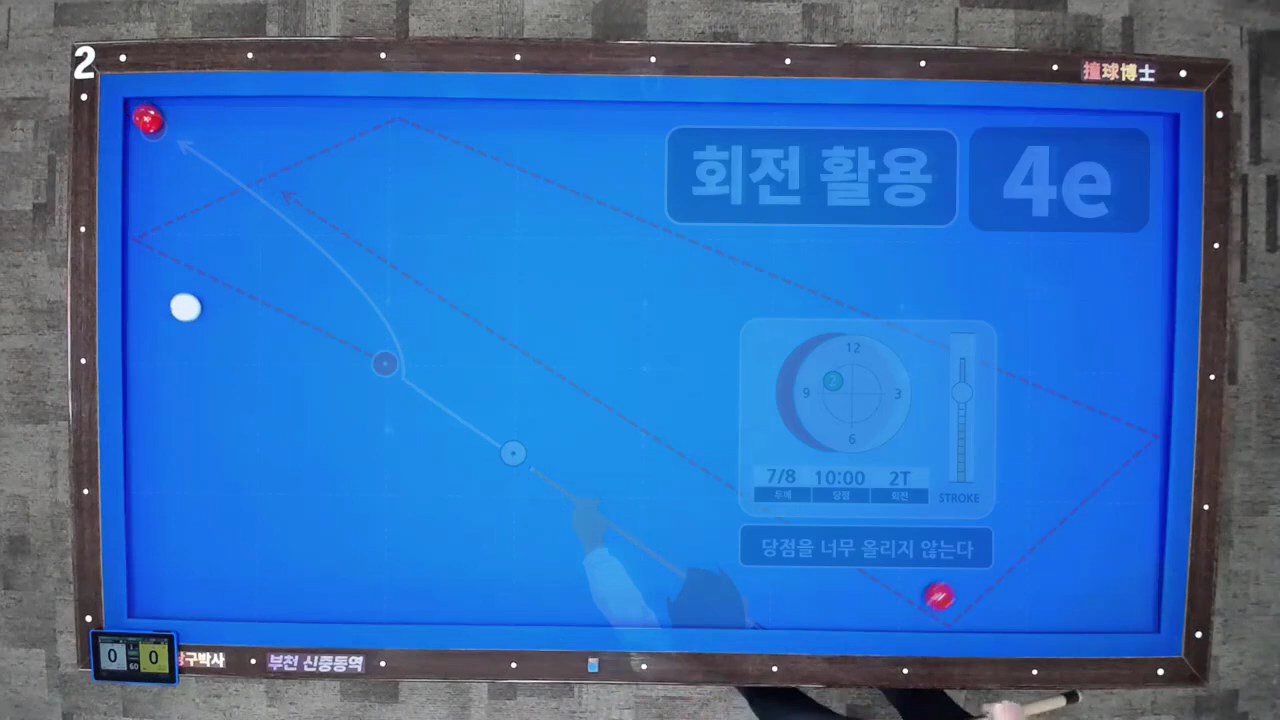 2
撞球博士
회전 활용
4e
12
2
9
3
6
7/8 10:00 2T
두께 당점 회전
STROKE
당점을 너무 올리지 않는다
0 0
60
당구박사
부천 신중동역